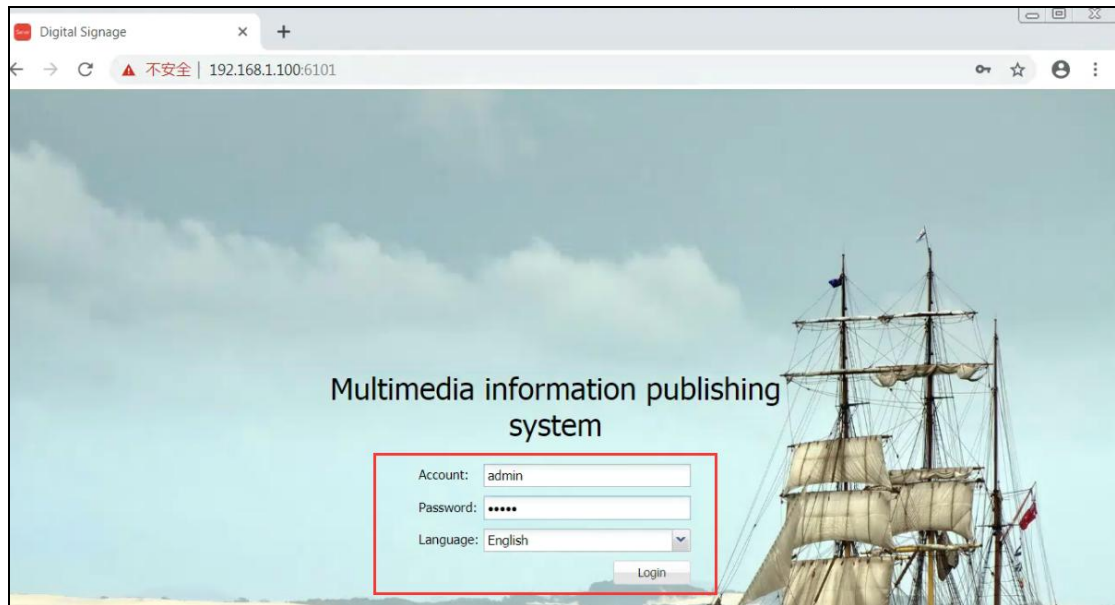 Digital Signage
不安全 | 192.168.1.100:6101
Multimedia information publishing
system
Account: admin
Password: •••••
Language: English
Login